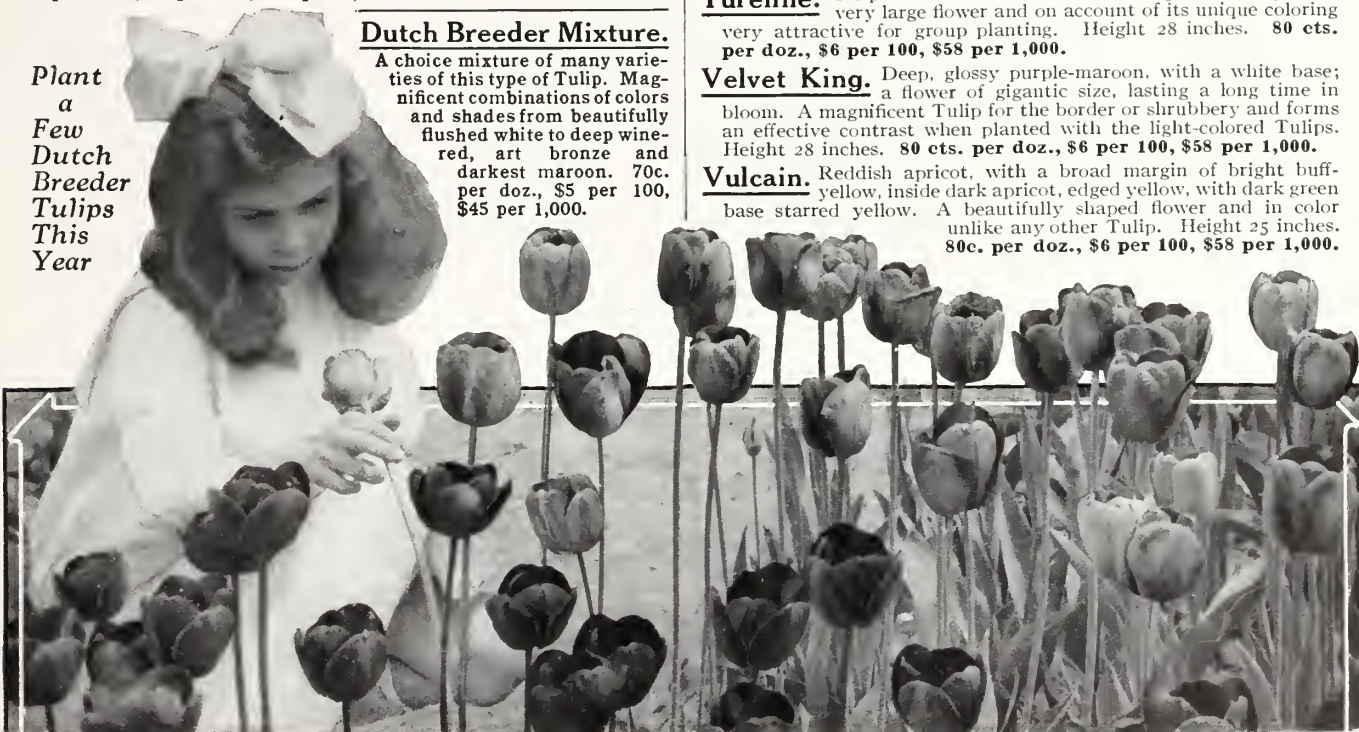 Plant
a
Few
Dutch
Breeder
Tulips
This
Year
Dutch Breeder Mixture.
A choice mixture of many varie-
ties of this type of Tulip. Mag-
nificent combinations of colors
and shades from beautifully
flushed white to deep wine-
red, art bronze and
darkest maroon. 70c.
per doz., $5 per 100,
$45 per 1,000.
Turenne.
very large flower and on account of its unique coloring
very attractive for group planting. Height 28 inches. 80 cts.
per doz., $6 per 100, $58 per 1,000.
Velvet King. Deep, glossy purple-maroon, with a white base;
a flower of gigantic size, lasting a long time in
bloom. A magnificent Tulip for the border or shrubbery and forms
an effective contrast when planted with the light-colored Tulips.
Height 28 inches. 80 cts. per doz., $6 per 100, $58 per 1,000.
Vulcain. Reddish apricot, with a broad margin of bright buff-
yellow, inside dark apricot, edged yellow, with dark green
base starred yellow. A beautifully shaped flower and in color
unlike any other Tulip. Height 25 inches.
80c. per doz., $6 per 100, $58 per 1,000.